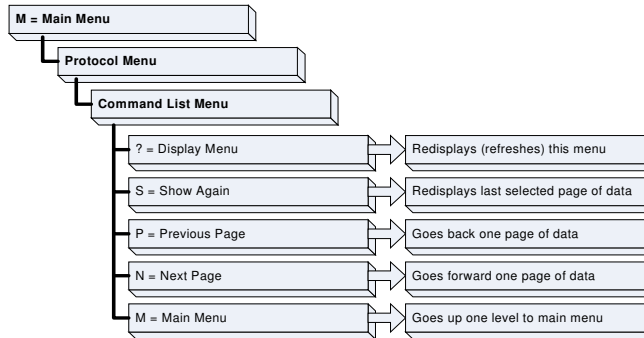 M = Main Menu
Protocol Menu
Command List Menu
? = Display Menu
Redisplays (refreshes) this menu
S = Show Again
Redisplays last selected page of data
P = Previous Page
Goes back one page of data
N = Next Page
Goes forward one page of data
M = Main Menu
Goes up one level to main menu